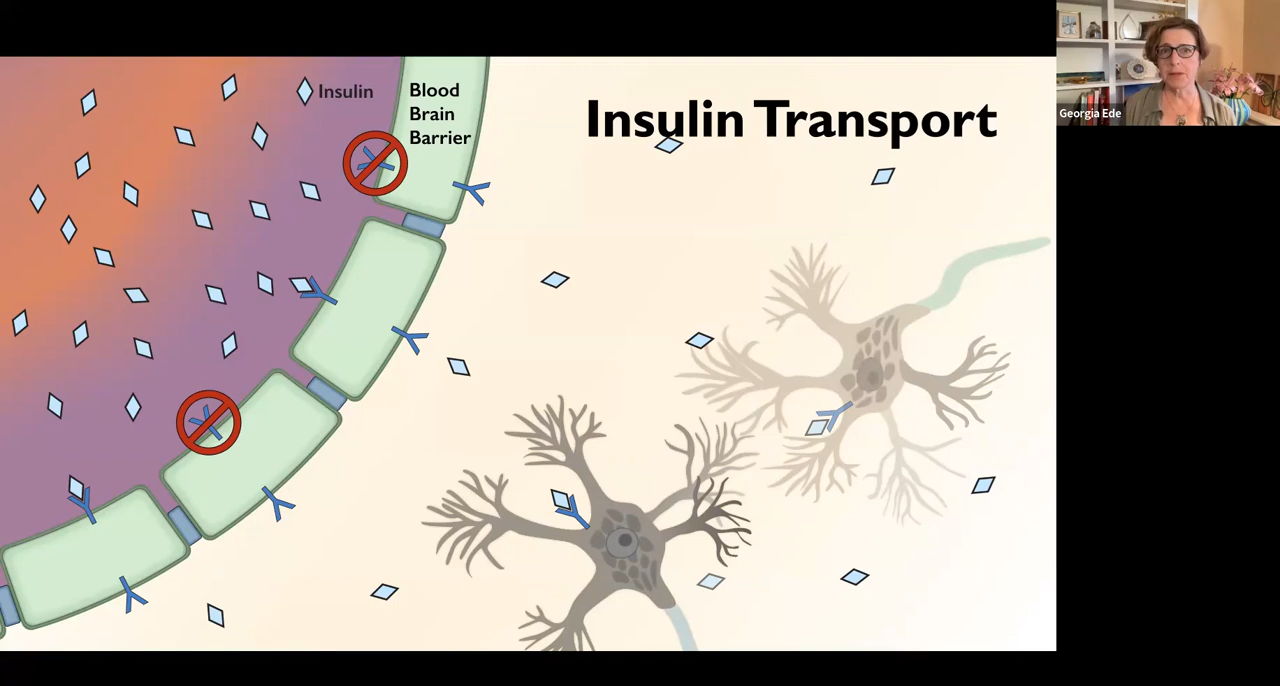 Insulin
Blood
Brain
Barrier
Insulin Transport
Georgia Ede